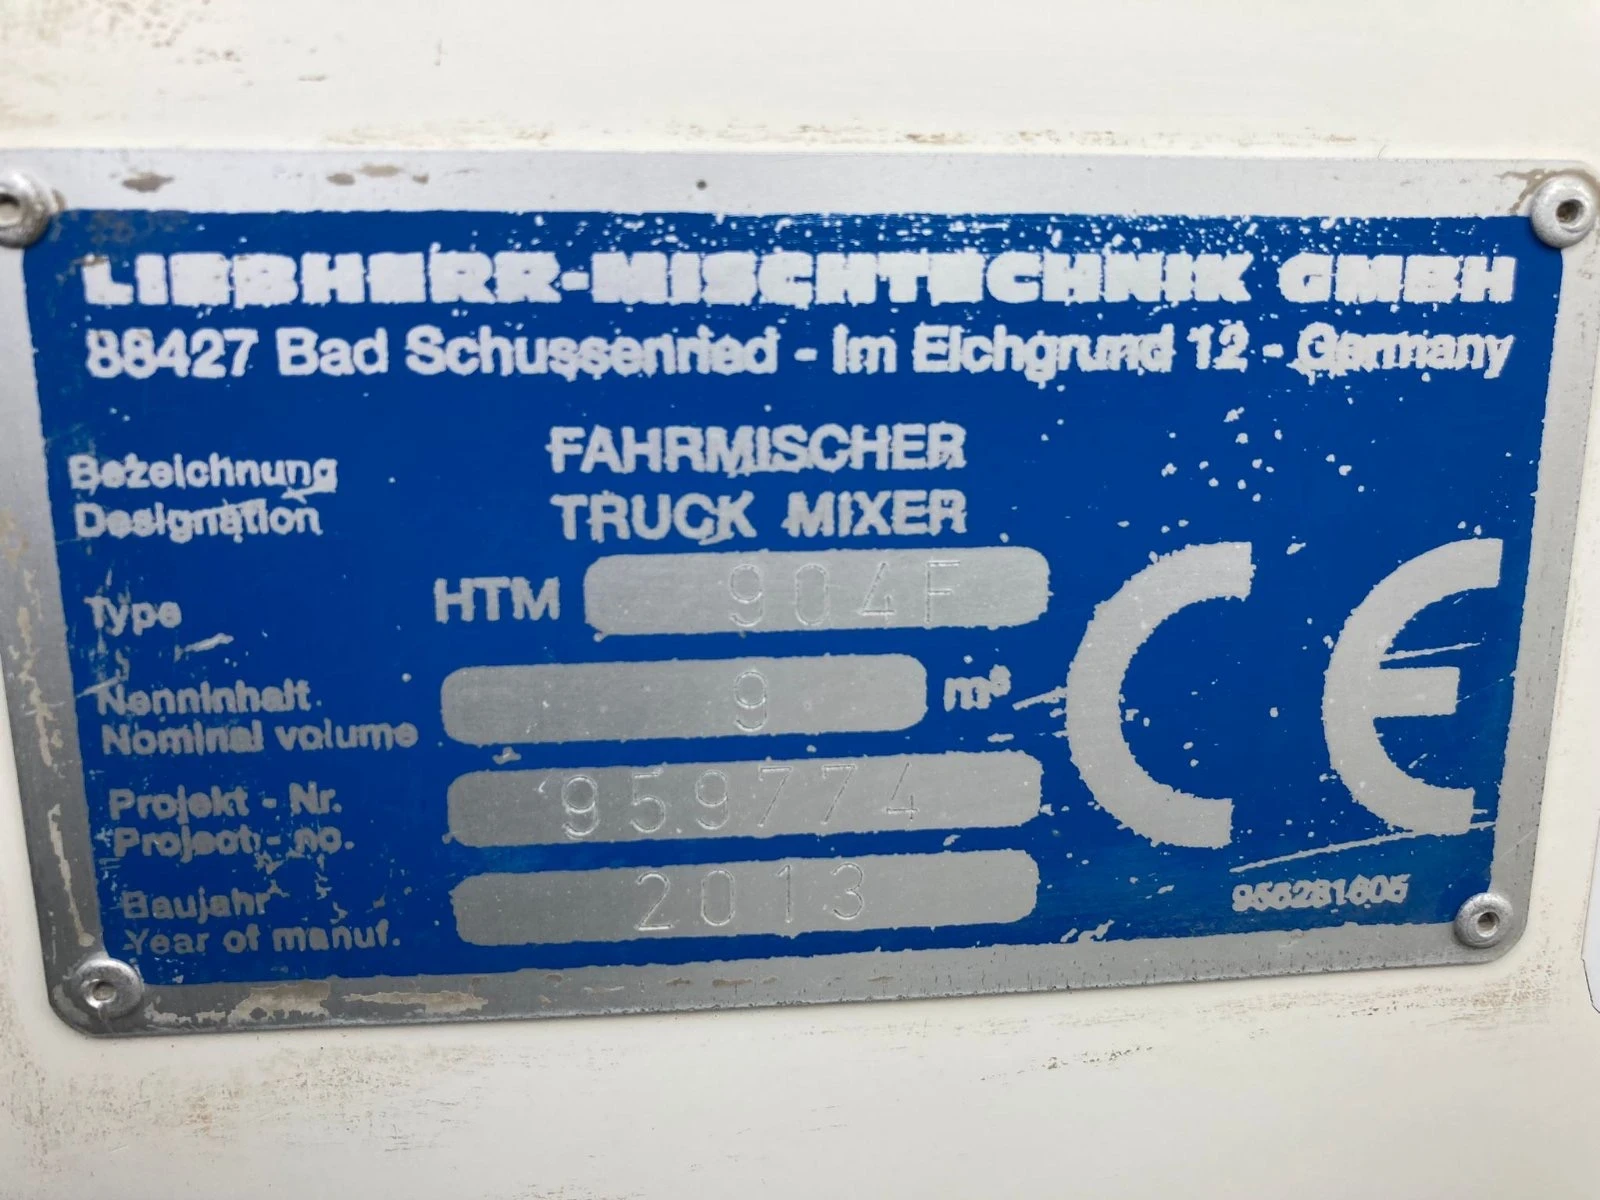 LIEBHERR-MISCHTECHNIK GMBH
88427 Bad Schussenried - Im Eichgrund 12 - Germany
Bezeichnung FAHRMISCHER
Designation TRUCK MIXER
Type HTM 904F
Nenninhalt
Nominal volume 9 m³
Projekt - Nr.
Project - no. 959774
Baujahr
Year of manuf. 2013
CE
956281605